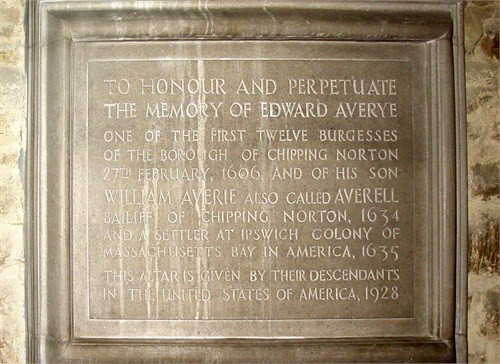 TO HONOUR AND PERPETUATE
THE MEMORY OF EDWARD AVERYE
ONE OF THE FIRST TWELVE BURGESSES
OF THE BOROUGH OF CHIPPING NORTON
27TH FEBRUARY, 1606, AND OF HIS SON
WILLIAM AVERIE ALSO CALLED AVERELL
BAILIFF OF CHIPPING NORTON, 1634
AND A SETTLER AT IPSWICH COLONY OF
MASSACHUSETTS BAY IN AMERICA, 1635
THIS ALTAR IS GIVEN BY THEIR DESCENDANTS
IN THE UNITED STATES OF AMERICA, 1928